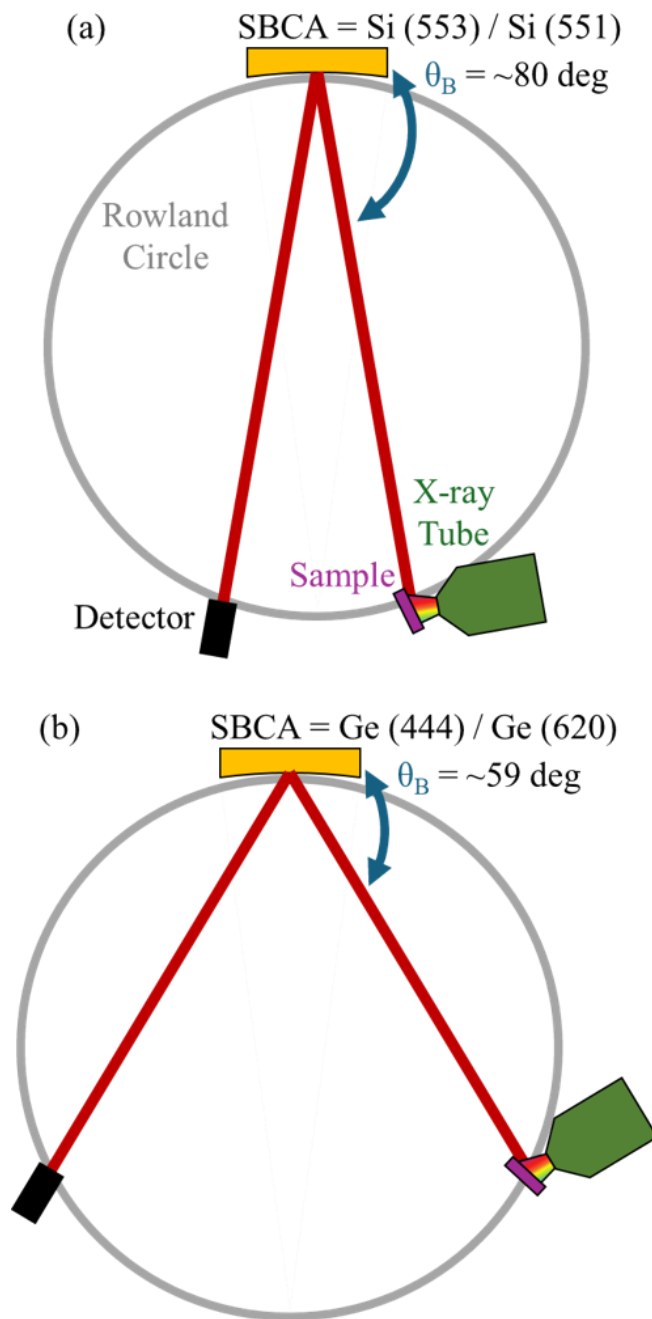 (a)
SBCA = Si (553) / Si (551)
θB = ~80 deg
Rowland
Circle
X-ray
Tube
Sample
Detector
(b)
SBCA = Ge (444) / Ge (620)
θB = ~59 deg